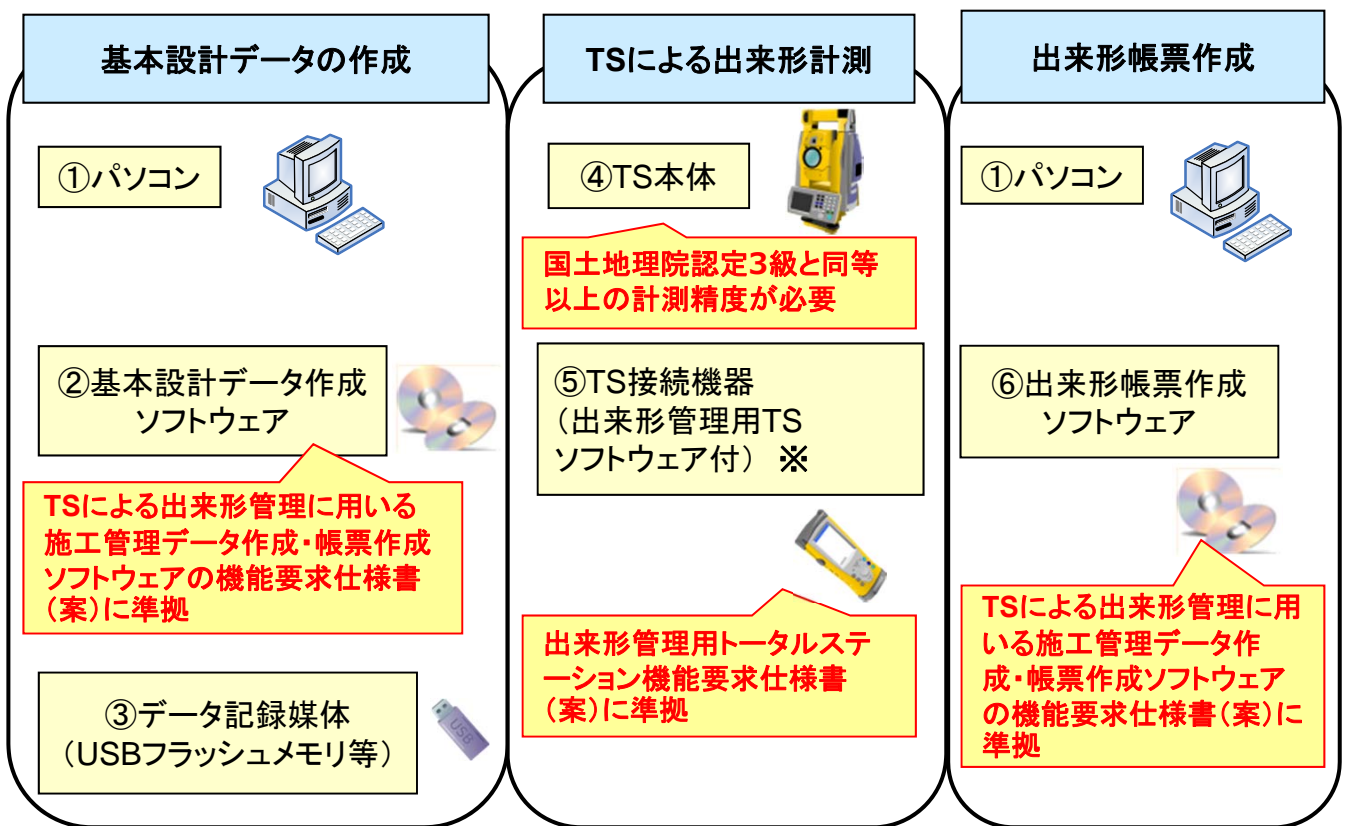 基本設計データの作成
①パソコン
②基本設計データ作成
ソフトウェア
TSによる出来形管理に用いる
施工管理データ作成・帳票作成
ソフトウェアの機能要求仕様書
（案）に準拠
③データ記録媒体
（USBフラッシュメモリ等）
USB
TSによる出来形計測
④TS本体
国土地理院認定3級と同等
以上の計測精度が必要
⑤TS接続機器
（出来形管理用TS
ソフトウェア付） ※
出来形管理用トータルステ
ーション機能要求仕様書
（案）に準拠
出来形帳票作成
①パソコン
⑥出来形帳票作成
ソフトウェア
TSによる出来形管理に用
いる施工管理データ作
成・帳票作成ソフトウェア
の機能要求仕様書（案）に
準拠